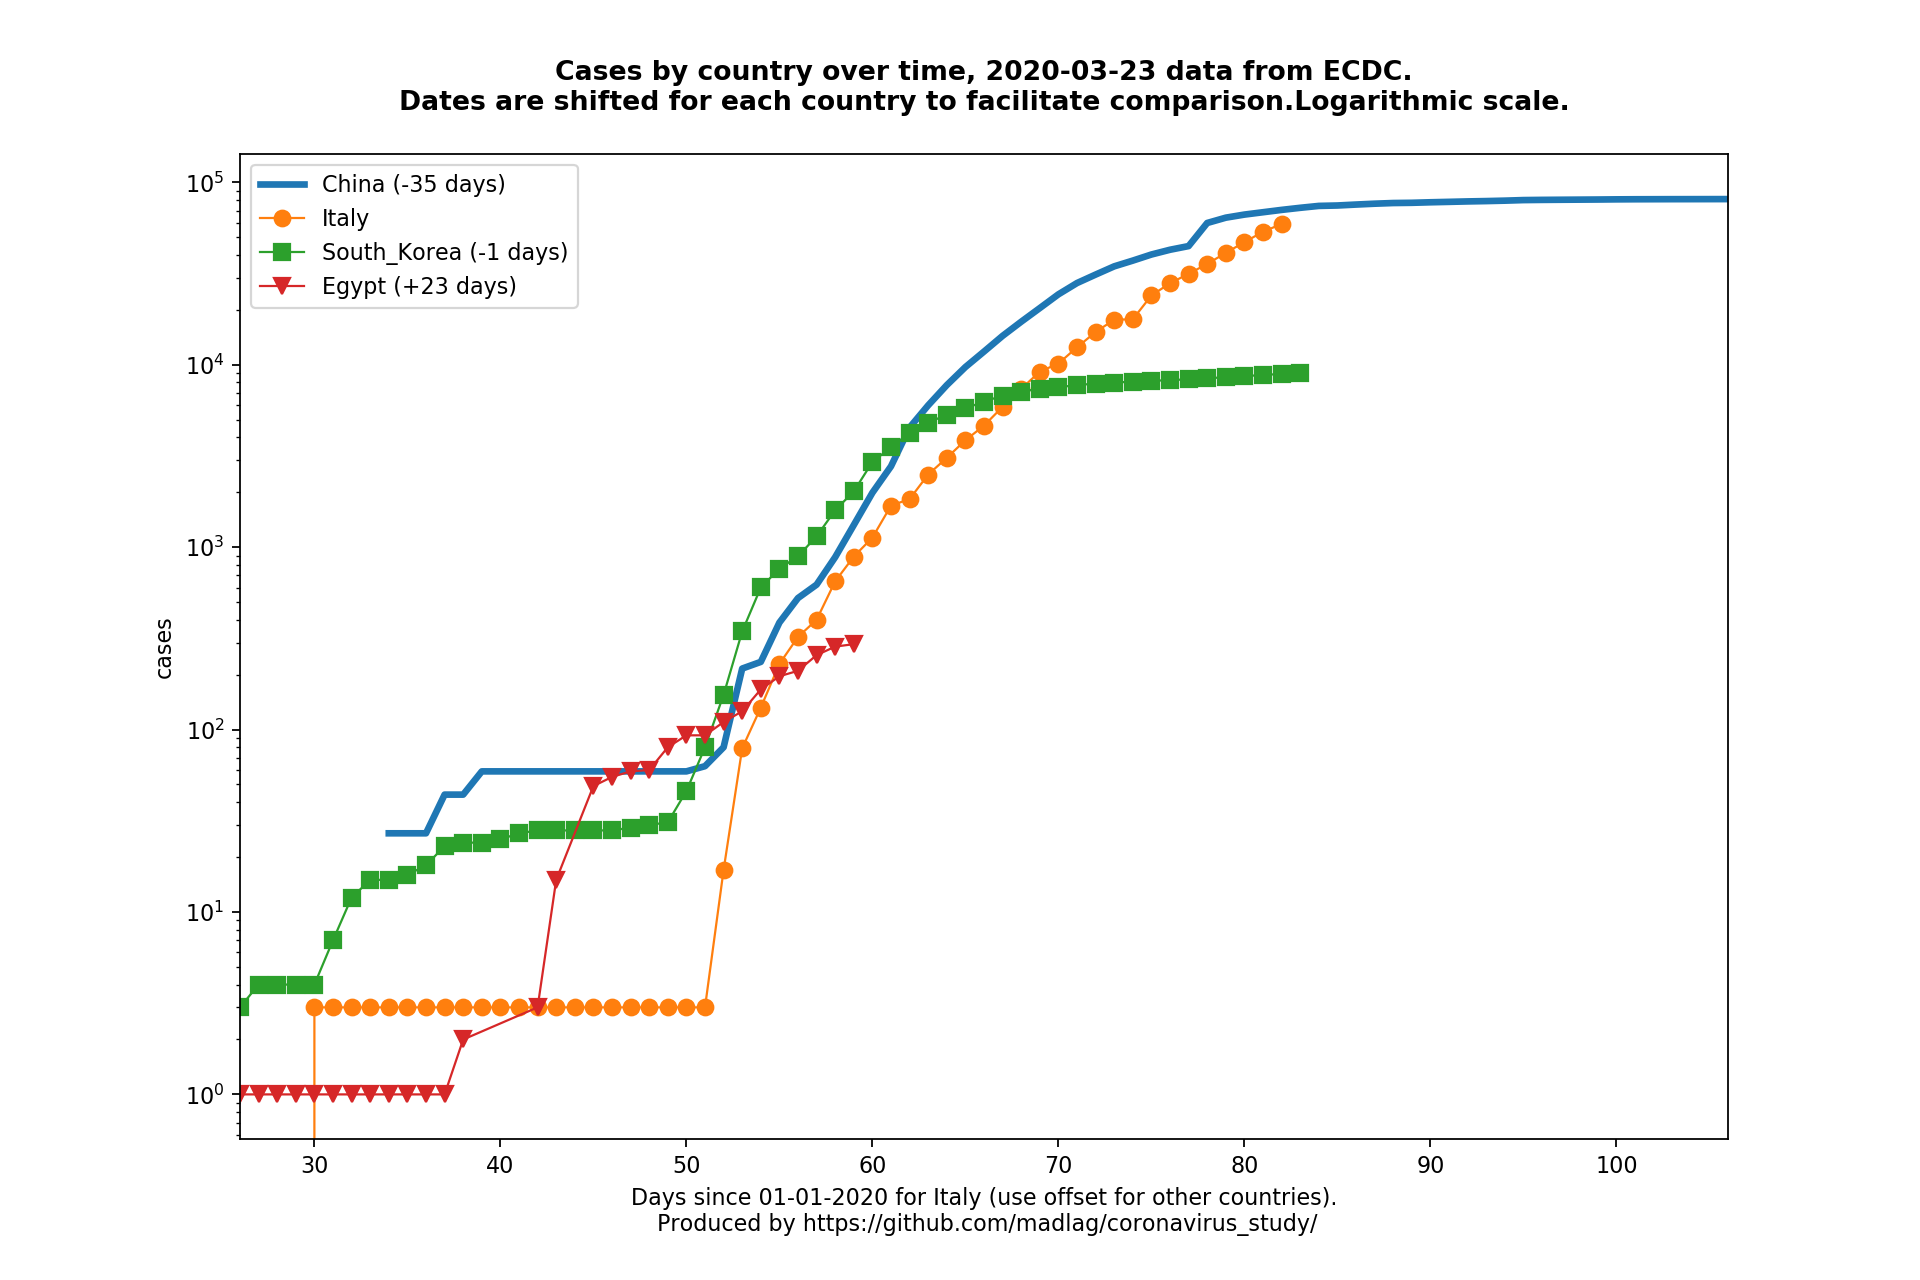 Cases by country over time, 2020-03-23 data from ECDC.
Dates are shifted for each country to facilitate comparison.Logarithmic scale.
10^5
10^4
10^3
10^2
10^1
10^0
cases
China (-35 days)
Italy
South_Korea (-1 days)
Egypt (+23 days)
30 40 50 60 70 80 90 100
Days since 01-01-2020 for Italy (use offset for other countries).
Produced by https://github.com/madlag/coronavirus_study/